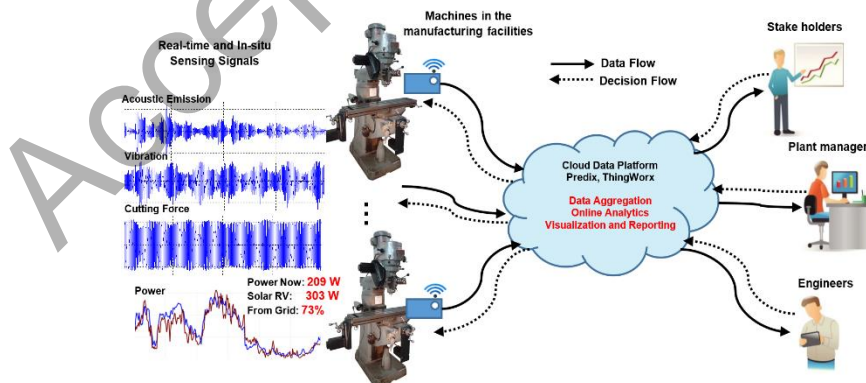 Accep
Real-time and In-situ
Sensing Signals
Acoustic Emission
Vibration
Cutting Force
Power
Power Now: 209 W
Solar RV: 303 W
From Grid: 73%
Machines in the
manufacturing facilities
Data Flow
Decision Flow
Cloud Data Platform
Predix, ThingWorx
Data Aggregation
Online Analytics
Visualization and Reporting
Stake holders
Plant manager
Engineers